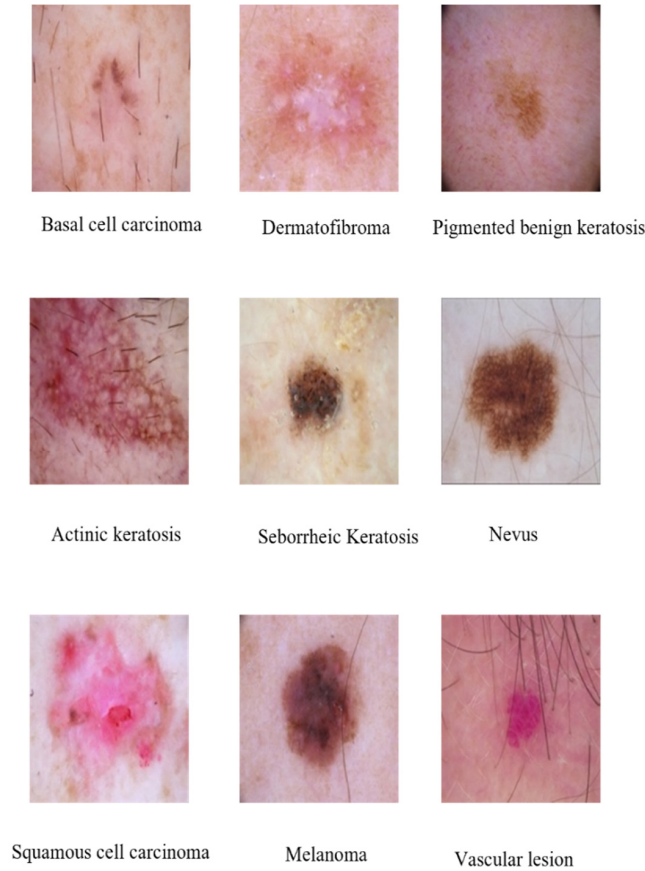 Basal cell carcinoma
Dermatofibroma
Pigmented benign keratosis
Actinic keratosis
Seborrheic Keratosis
Nevus
Squamous cell carcinoma
Melanoma
Vascular lesion